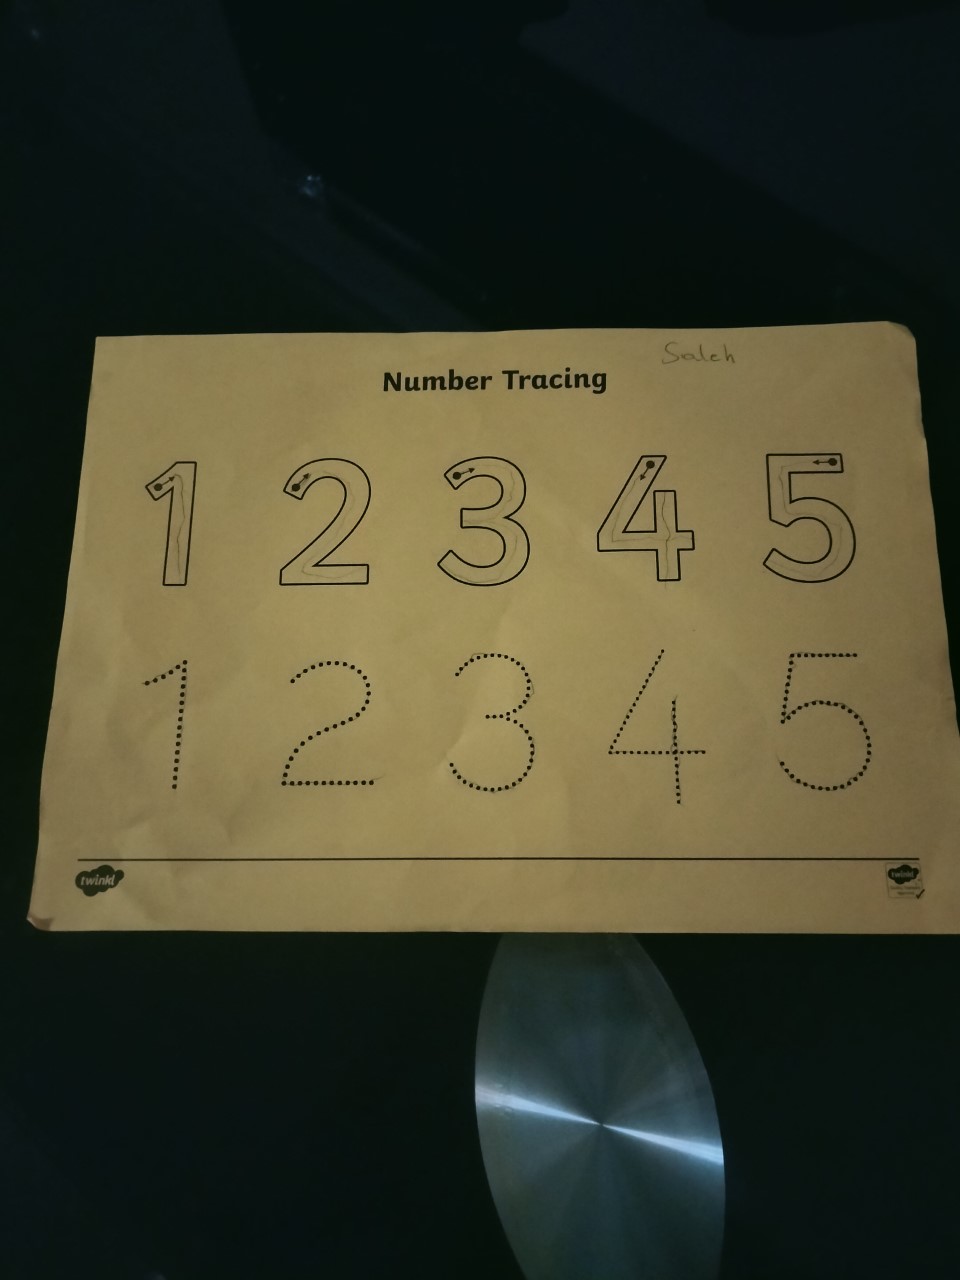 Saleh
Number Tracing
1 2 3 4 5
1 2 3 4 5
twinkl
twinkl